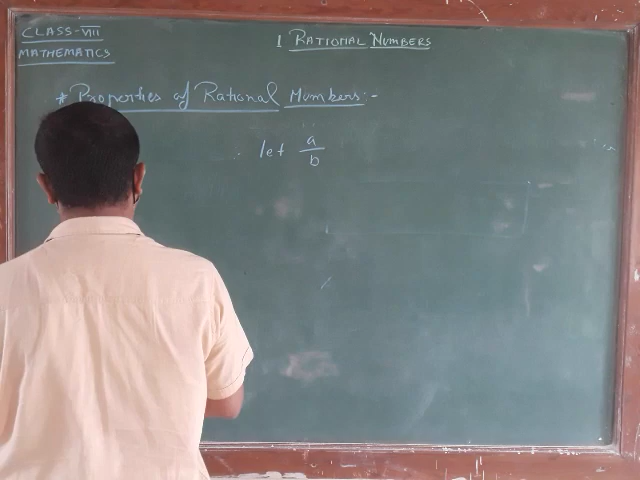 CLASS-VIII
MATHEMATICS
1 RATIONAL NUMBERS
* Properties of Rational Numbers:-
let a/b